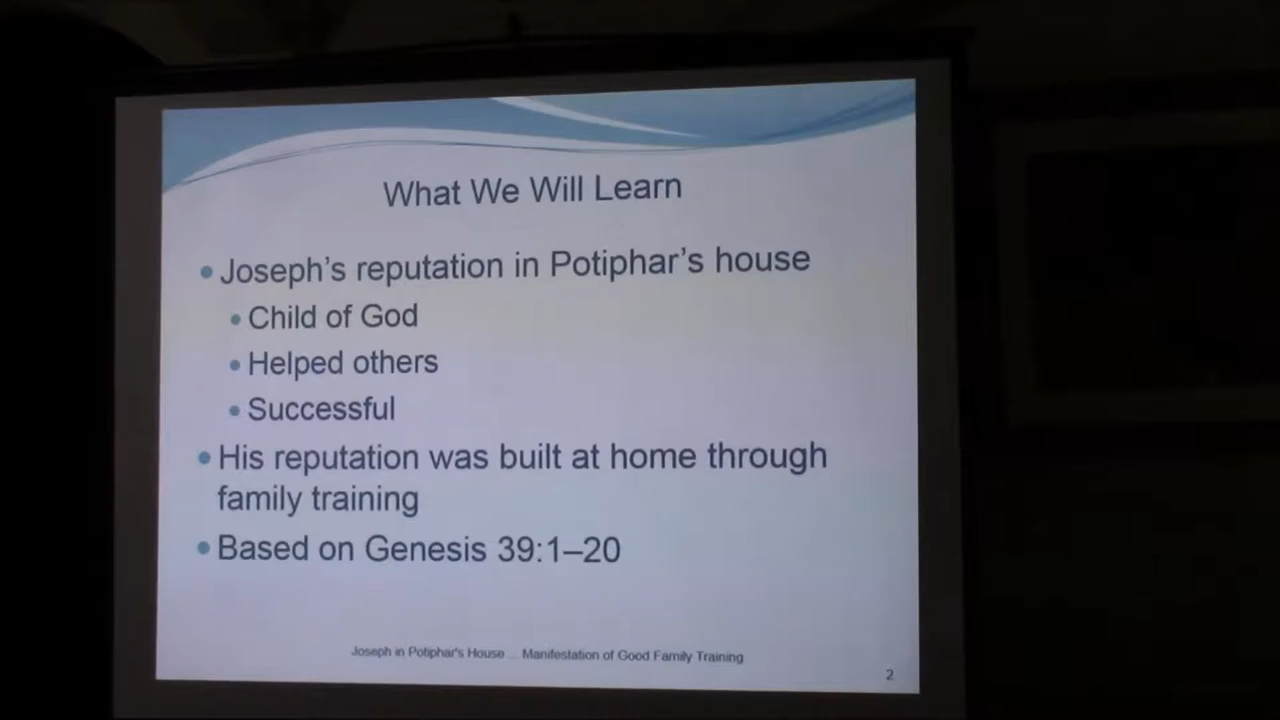 What We Will Learn
• Joseph's reputation in Potiphar's house
• Child of God
• Helped others
• Successful
• His reputation was built at home through
family training
• Based on Genesis 39:1–20
Joseph in Potiphar's House ... Manifestation of Good Family Training
2